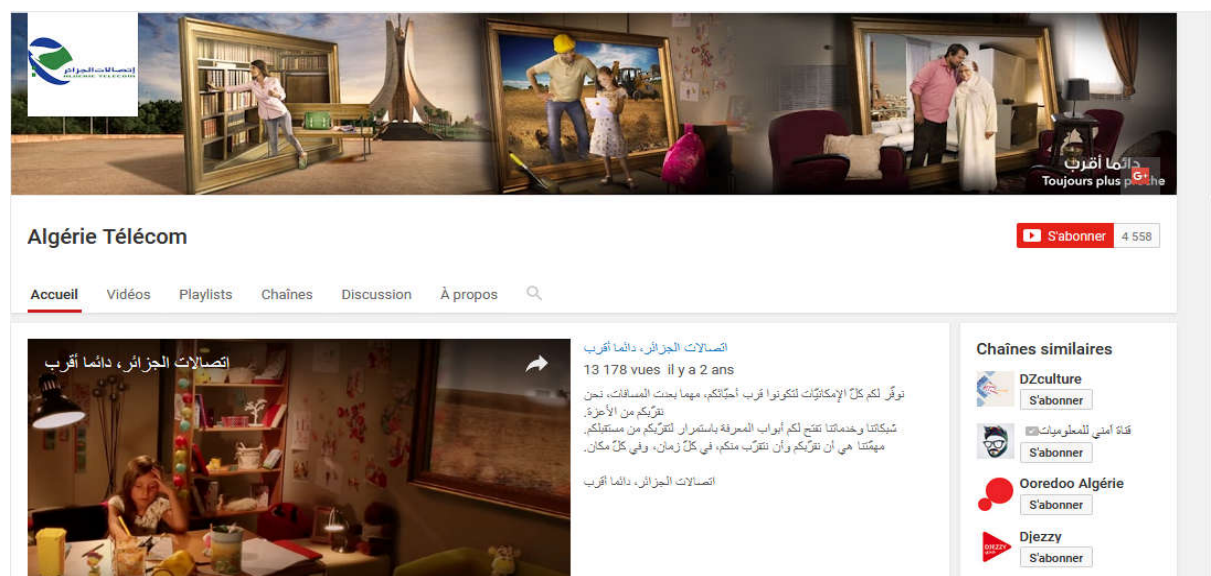 اتصالات الجزائر
ALGERIE TELECOM
دائما أقرب
Toujours plus proche
G+
Algérie Télécom
S'abonner 4 558
Accueil Vidéos Playlists Chaînes Discussion À propos
اتصالات الجزائر، دائما أقرب
اتصالات الجزائر، دائما أقرب
13 178 vues il y a 2 ans
نوفّر لكم كلّ الإمكانيّات لتكونوا قرب أحبّائكم، مهما بعدت المسافات، نحن
نقرّبكم من الأعزة.
شبكاتنا وخدماتنا تفتح لكم أبواب المعرفة باستمرار لتقرّبكم من مستقبلكم.
مهمّتنا هي أن نقرّبكم وأن نتقرّب منكم، في كلّ زمان، وفي كلّ مكان.
اتصالات الجزائر، دائما أقرب
Chaînes similaires
DZculture
S'abonner
قناة أمني للمعلوميات
S'abonner
Ooredoo Algérie
S'abonner
DJEZZY
Djezzy
S'abonner